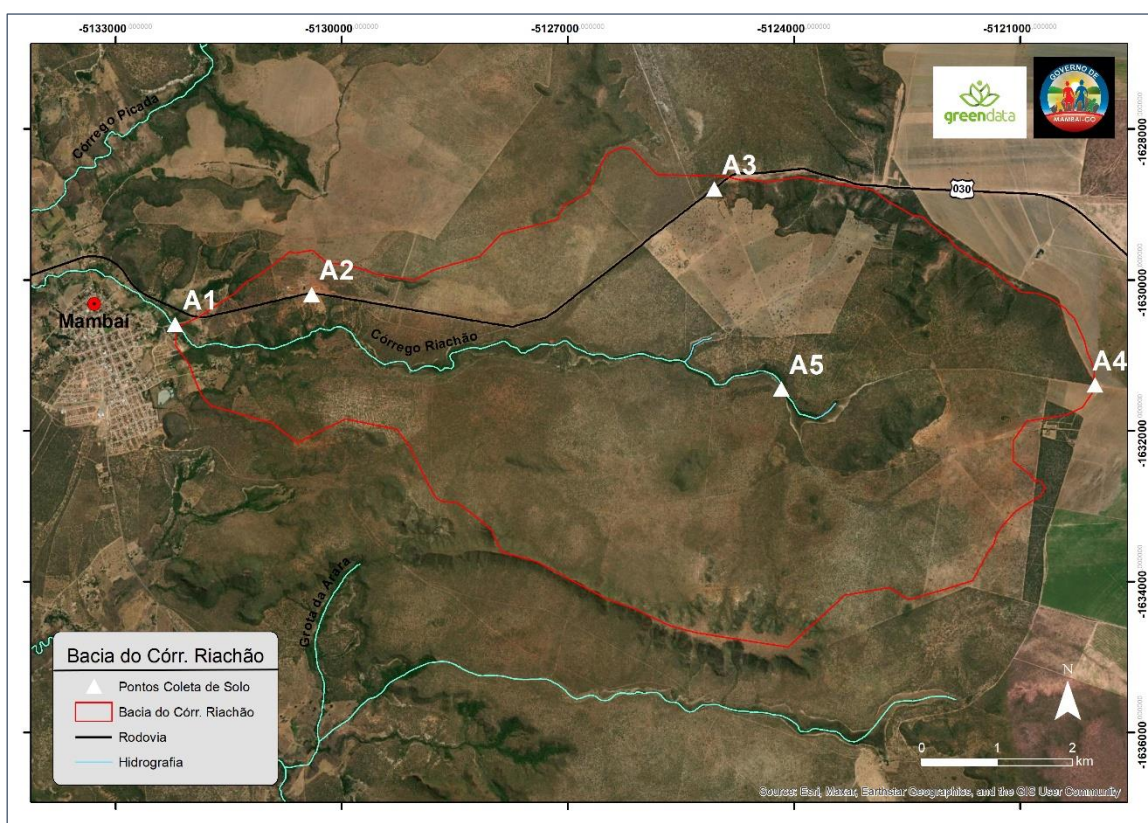 -5133000,000000 -5130000,000000 -5127000,000000 -5124000,000000 -5121000,000000
Córrego Picada
greendata
GOVERNO DE
MAMBAÍ-GO
-1628000,000000
A3
030
A2
A1
Mambaí
Córrego Riachão
-1630000,000000
A5
A4
-1632000,000000
Grota da Arara
-1634000,000000
Bacia do Córr. Riachão
Pontos Coleta de Solo
Bacia do Córr. Riachão
Rodovia
Hidrografia
N
0 1 2
km
-1636000,000000
Source: Esri, Maxar, Earthstar Geographics, and the GIS User Community